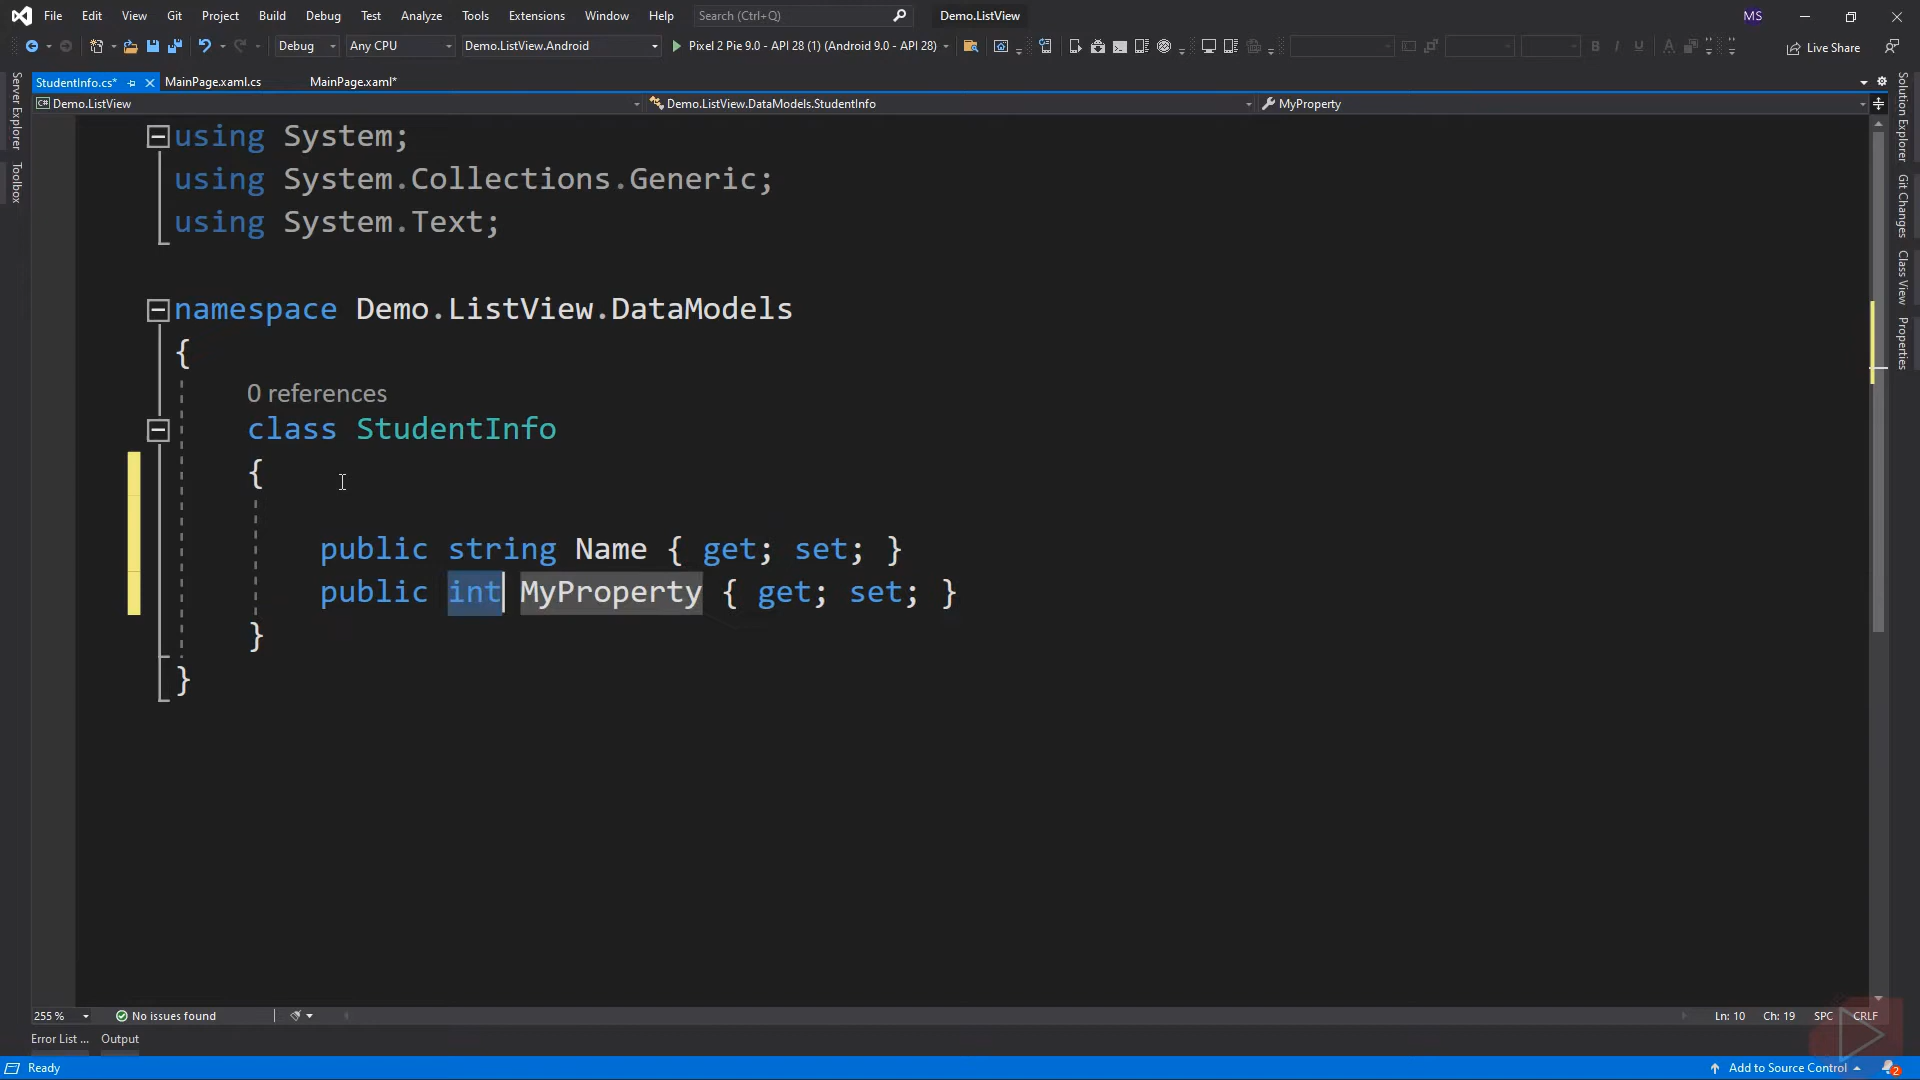 File Edit View Git Project Build Debug Test Analyze Tools Extensions Window Help Search (Ctrl+Q) Demo.ListView MS
Debug Any CPU Demo.ListView.Android Pixel 2 Pie 9.0 - API 28 (1) (Android 9.0 - API 28) B I U A Live Share
StudentInfo.cs* MainPage.xaml.cs MainPage.xaml*
Demo.ListView Demo.ListView.DataModels.StudentInfo MyProperty
Server Explorer
Toolbox
using System;
using System.Collections.Generic;
using System.Text;
namespace Demo.ListView.DataModels
{
0 references
class StudentInfo
{
public string Name { get; set; }
public int MyProperty { get; set; }
}
}
Solution Explorer
Git Changes
Class View
Properties
255 % No issues found Ln: 10 Ch: 19 SPC CRLF
Error List ... Output
Ready Add to Source Control 2